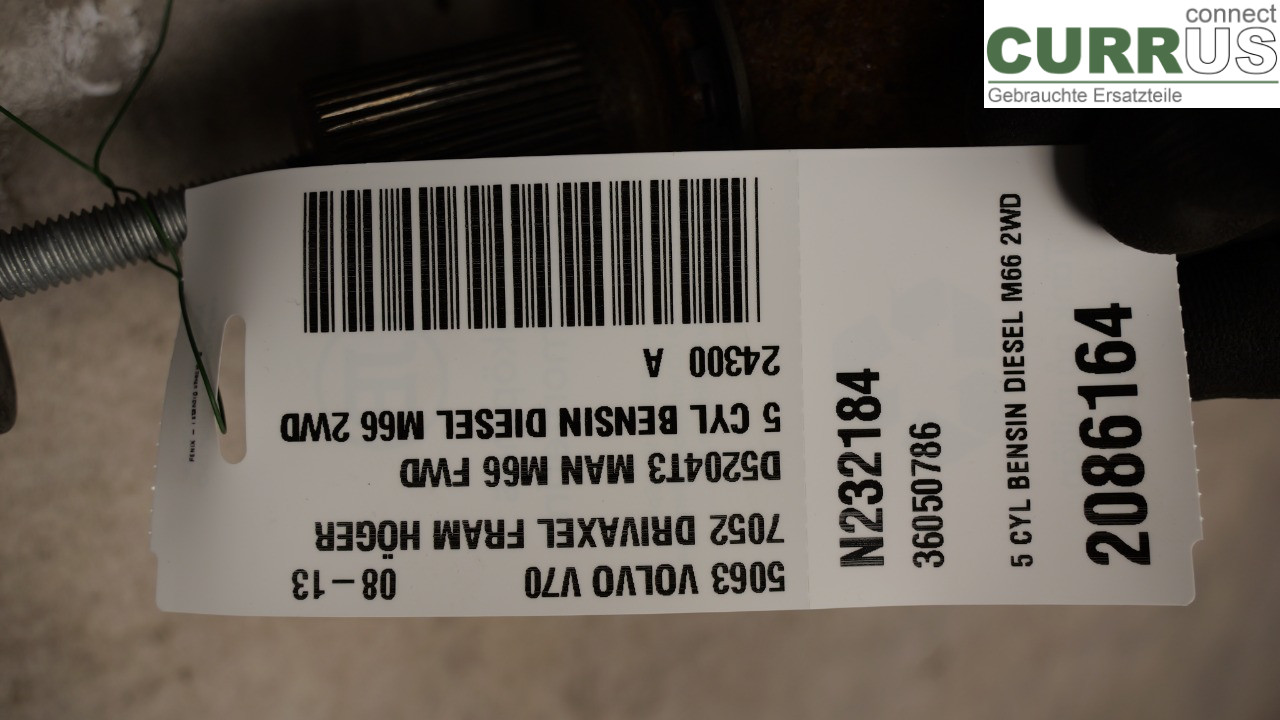 connect
CURRUS
Gebrauchte Ersatzteile
5063 VOLVO V70 08-13
7052 DRIVAXEL FRAM HÖGER
D5204T3 MAN M66 FWD
5 CYL BENSIN DIESEL M66 2WD
24300 A
N232184
36050786
5 CYL BENSIN DIESEL M66 2WD
2086164